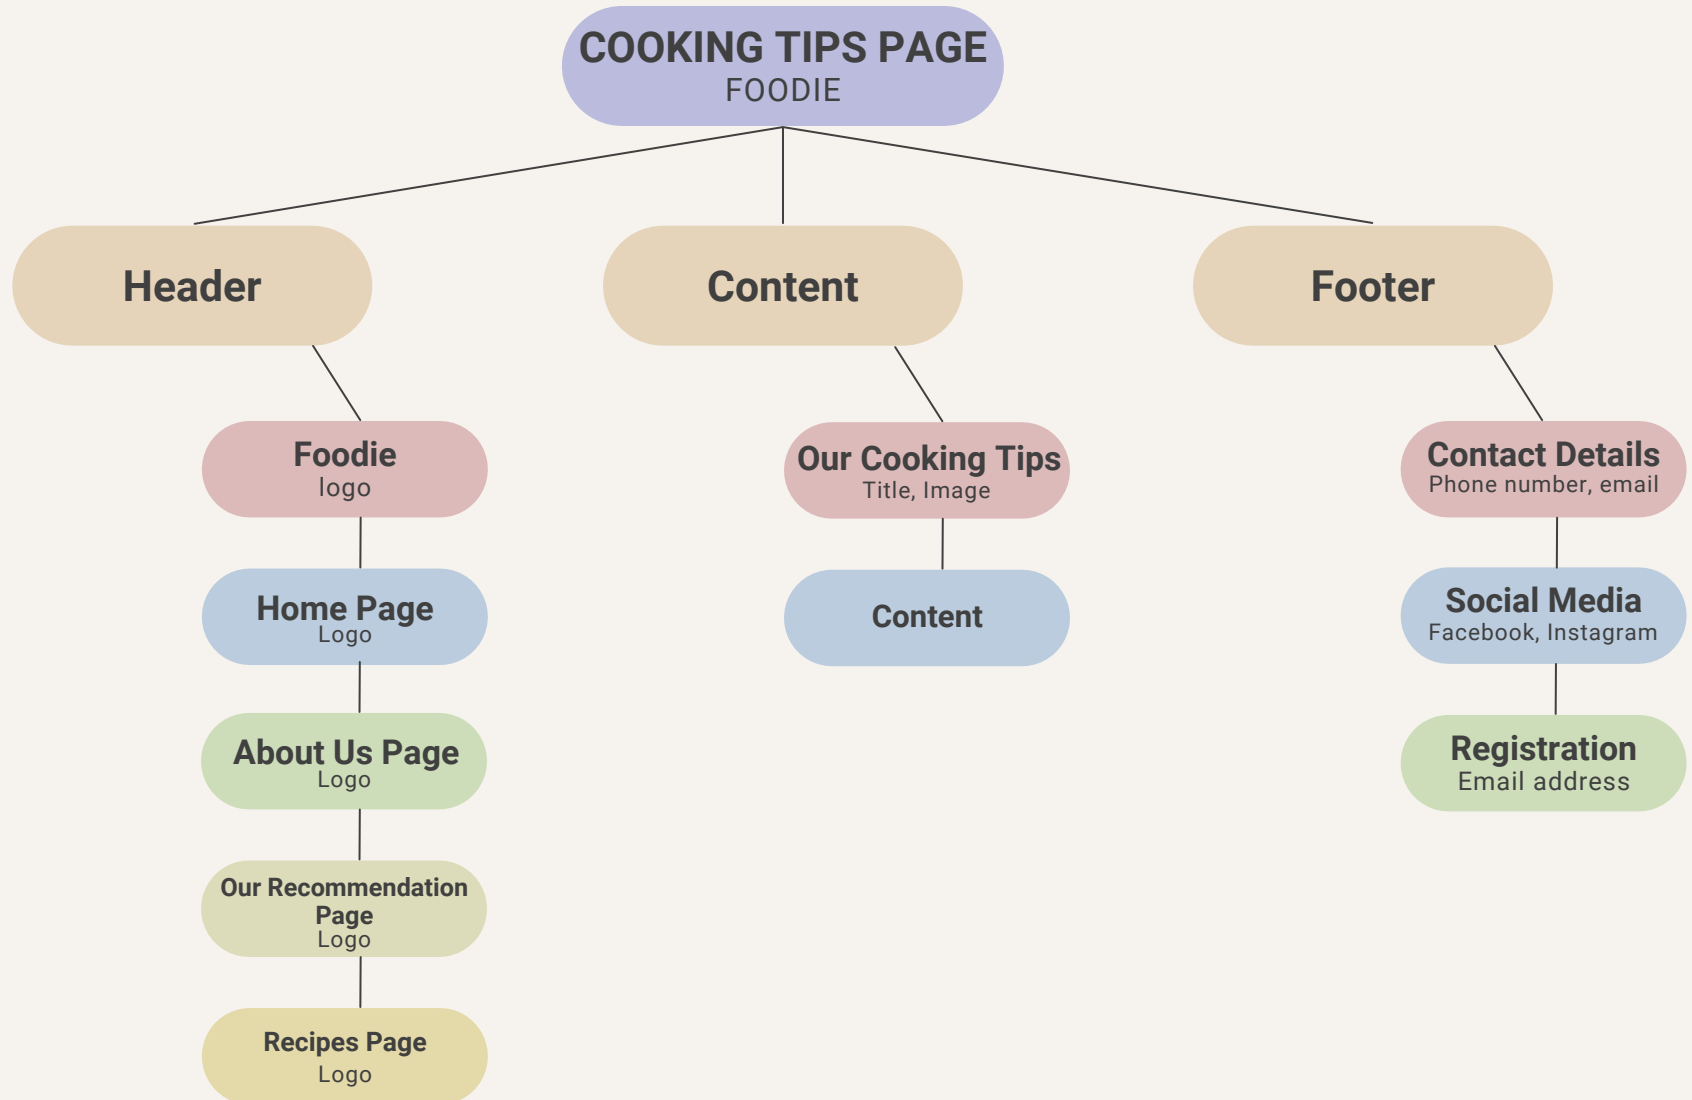 COOKING TIPS PAGE
FOODIE
Header
Content
Footer
Foodie
logo
Home Page
Logo
About Us Page
Logo
Our Recommendation
Page
Logo
Recipes Page
Logo
Our Cooking Tips
Title, Image
Content
Contact Details
Phone number, email
Social Media
Facebook, Instagram
Registration
Email address